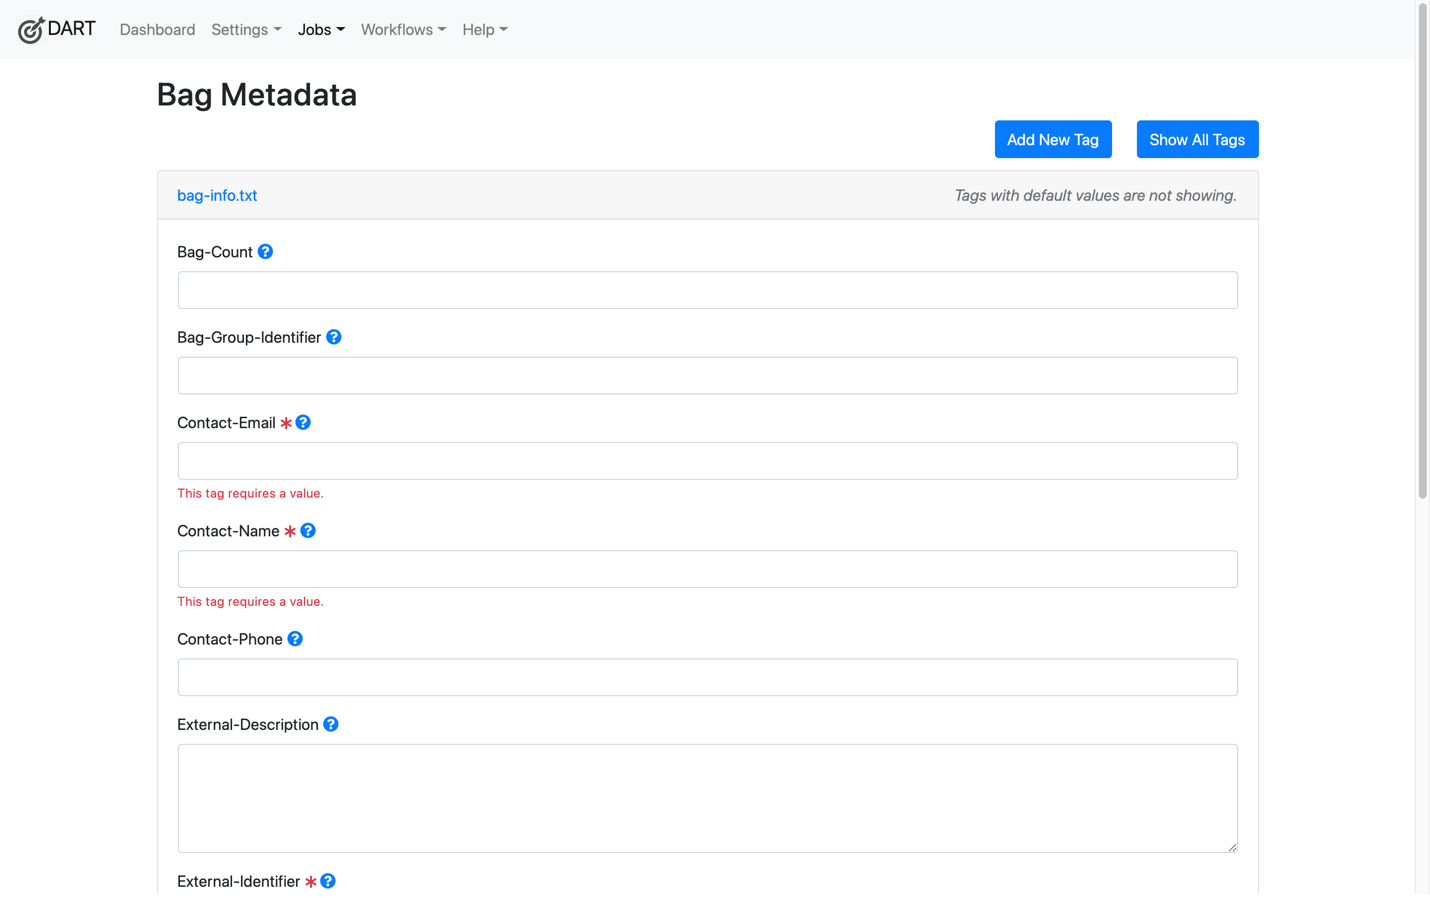 DART Dashboard Settings Jobs Workflows Help
Bag Metadata
Add New Tag Show All Tags
bag-info.txt Tags with default values are not showing.
Bag-Count ?
Bag-Group-Identifier ?
Contact-Email * ?
This tag requires a value.
Contact-Name * ?
This tag requires a value.
Contact-Phone ?
External-Description ?
External-Identifier * ?